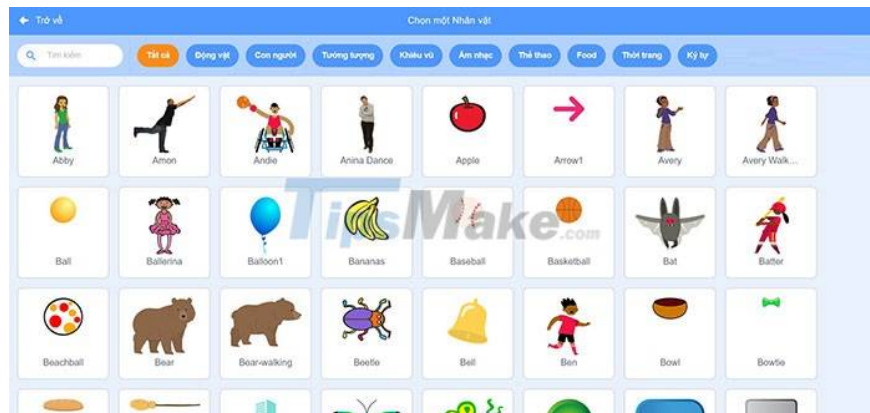 Trở về
Chọn một Nhân vật
Tìm kiếm
Tất cả Động vật Con người Tưởng tượng Khiêu vũ Âm nhạc Thể thao Food Thời trang Ký tự
Abby Amon Andie Anina Dance Apple Arrow1 Avery Avery Walk...
TipsMake.com
Ball Ballerina Balloon1 Bananas Baseball Basketball Bat Batter
Beachball Bear Bear-walking Beetle Bell Ben Bowl Bowtie